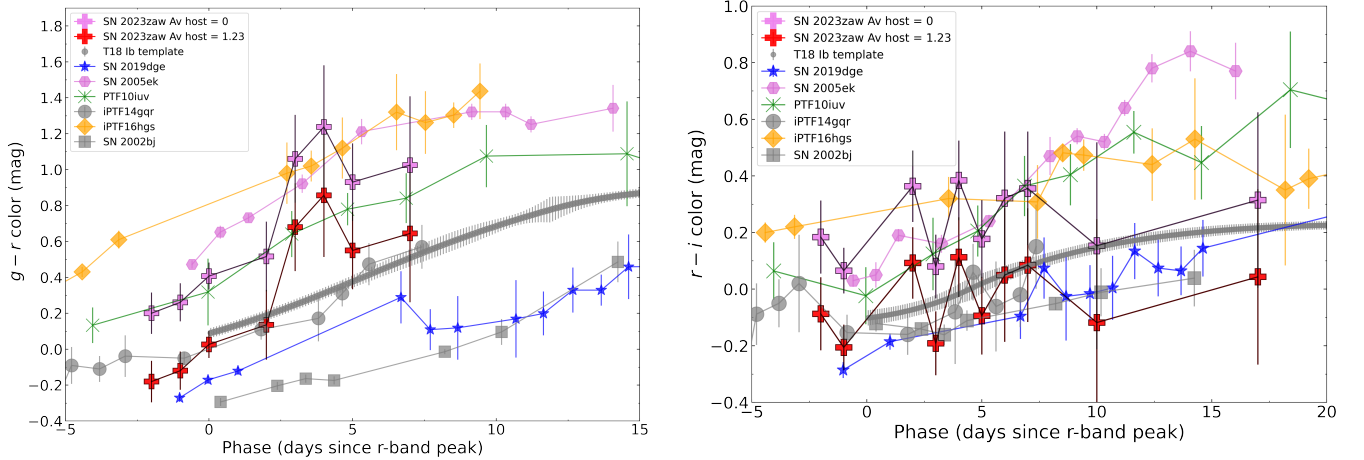 SN 2023zaw Av host = 0
SN 2023zaw Av host = 1.23
T18 Ib template
SN 2019dge
SN 2005ek
PTF10iuv
iPTF14gqr
iPTF16hgs
SN 2002bj
g − r color (mag)
1.8
1.6
1.4
1.2
1.0
0.8
0.6
0.4
0.2
0.0
−0.2
−0.4
−5
0
5
10
15
Phase (days since r-band peak)
SN 2023zaw Av host = 0
SN 2023zaw Av host = 1.23
T18 Ib template
SN 2019dge
SN 2005ek
PTF10iuv
iPTF14gqr
iPTF16hgs
SN 2002bj
r − i color (mag)
1.0
0.8
0.6
0.4
0.2
0.0
−0.2
−0.4
−5
0
5
10
15
20
Phase (days since r-band peak)